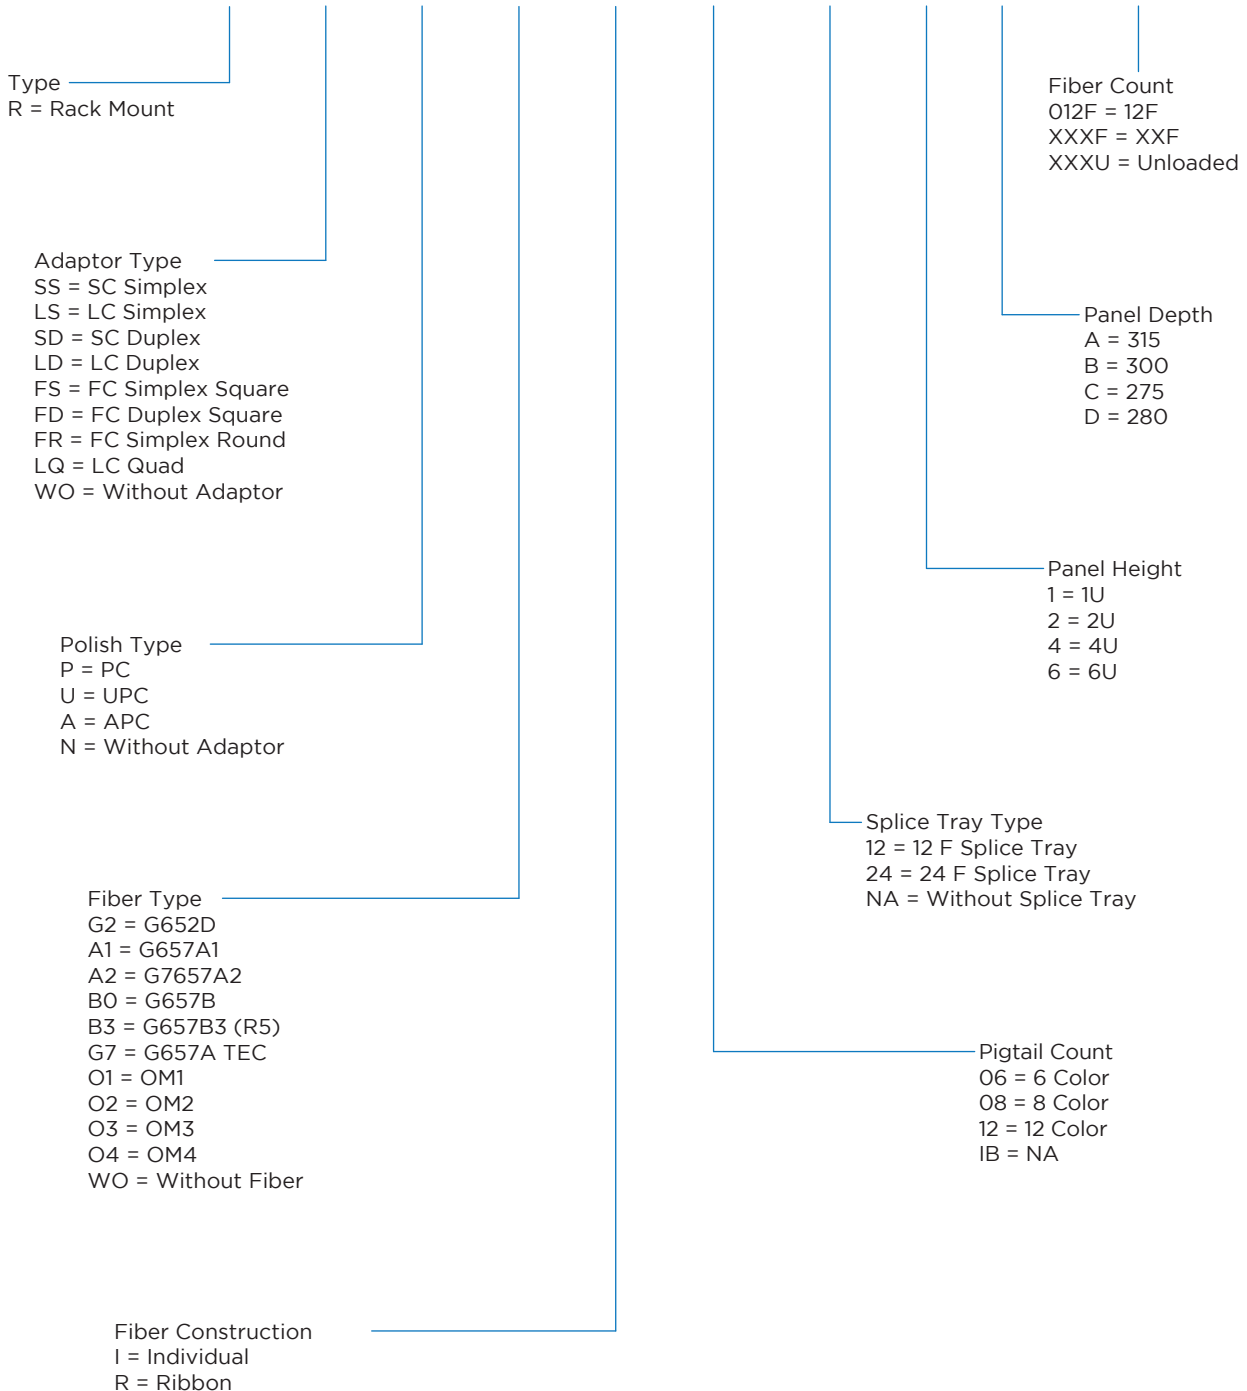 Type
R = Rack Mount
Fiber Count
012F = 12F
XXXF = XXF
XXXU = Unloaded
Adaptor Type
SS = SC Simplex
LS = LC Simplex
SD = SC Duplex
LD = LC Duplex
FS = FC Simplex Square
FD = FC Duplex Square
FR = FC Simplex Round
LQ = LC Quad
WO = Without Adaptor
Panel Depth
A = 315
B = 300
C = 275
D = 280
Panel Height
1 = 1U
2 = 2U
4 = 4U
6 = 6U
Polish Type
P = PC
U = UPC
A = APC
N = Without Adaptor
Splice Tray Type
12 = 12 F Splice Tray
24 = 24 F Splice Tray
NA = Without Splice Tray
Fiber Type
G2 = G652D
A1 = G657A1
A2 = G7657A2
B0 = G657B
B3 = G657B3 (R5)
G7 = G657A TEC
O1 = OM1
O2 = OM2
O3 = OM3
O4 = OM4
WO = Without Fiber
Pigtail Count
06 = 6 Color
08 = 8 Color
12 = 12 Color
IB = NA
Fiber Construction
I = Individual
R = Ribbon